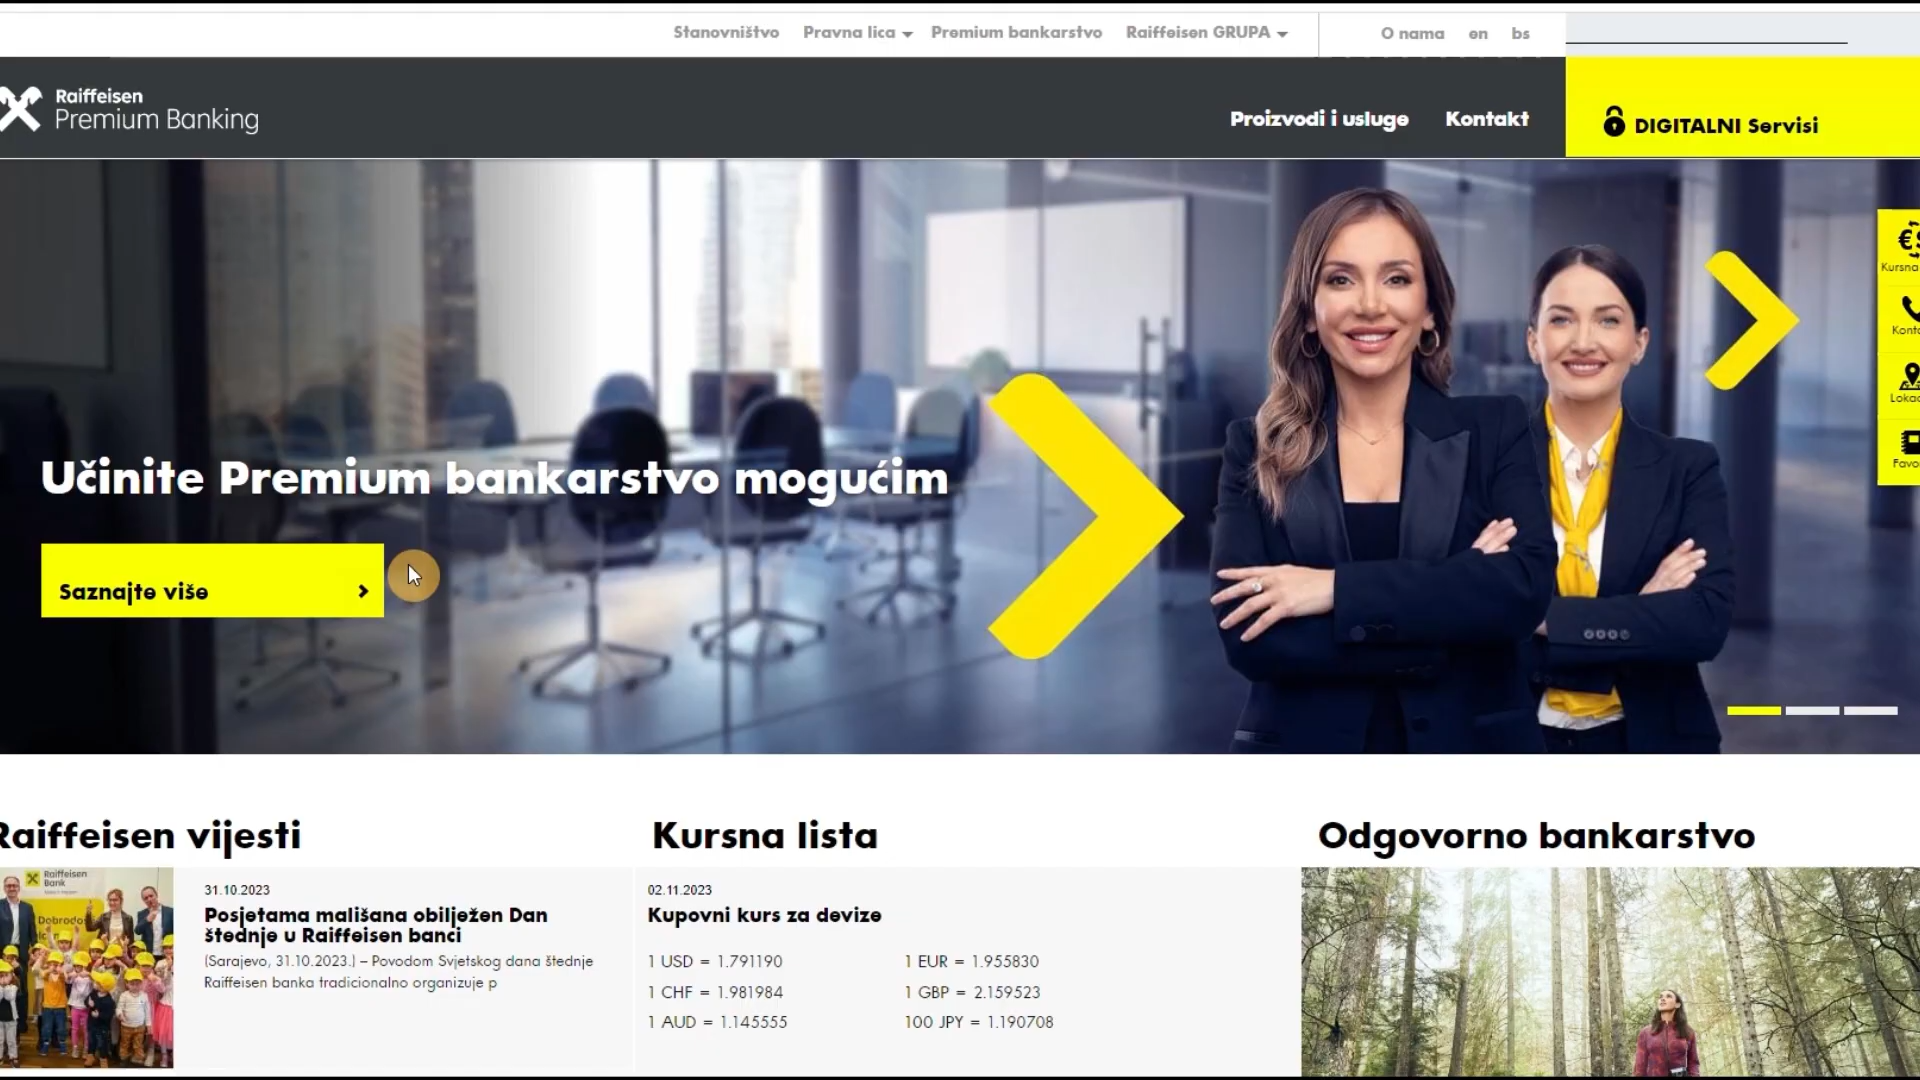 Stanovništvo Pravna lica Premium bankarstvo Raiffeisen GRUPA O nama en bs
Raiffeisen
Premium Banking
Proizvodi i usluge Kontakt
DIGITALNI Servisi
Kursna
Učinite Premium bankarstvo mogućim
Saznajte više
Raiffeisen vijesti
Kursna lista
Odgovorno bankarstvo
Raiffeisen
Bank
31.10.2023
Posjetama mališana obilježen Dan
štednje u Raiffeisen banci
(Sarajevo, 31.10.2023.) – Povodom Svjetskog dana štednje
Raiffeisen banka tradicionalno organizuje p
02.11.2023
Kupovni kurs za devize
1 USD = 1.791190 1 EUR = 1.955830
1 CHF = 1.981984 1 GBP = 2.159523
1 AUD = 1.145555 100 JPY = 1.190708